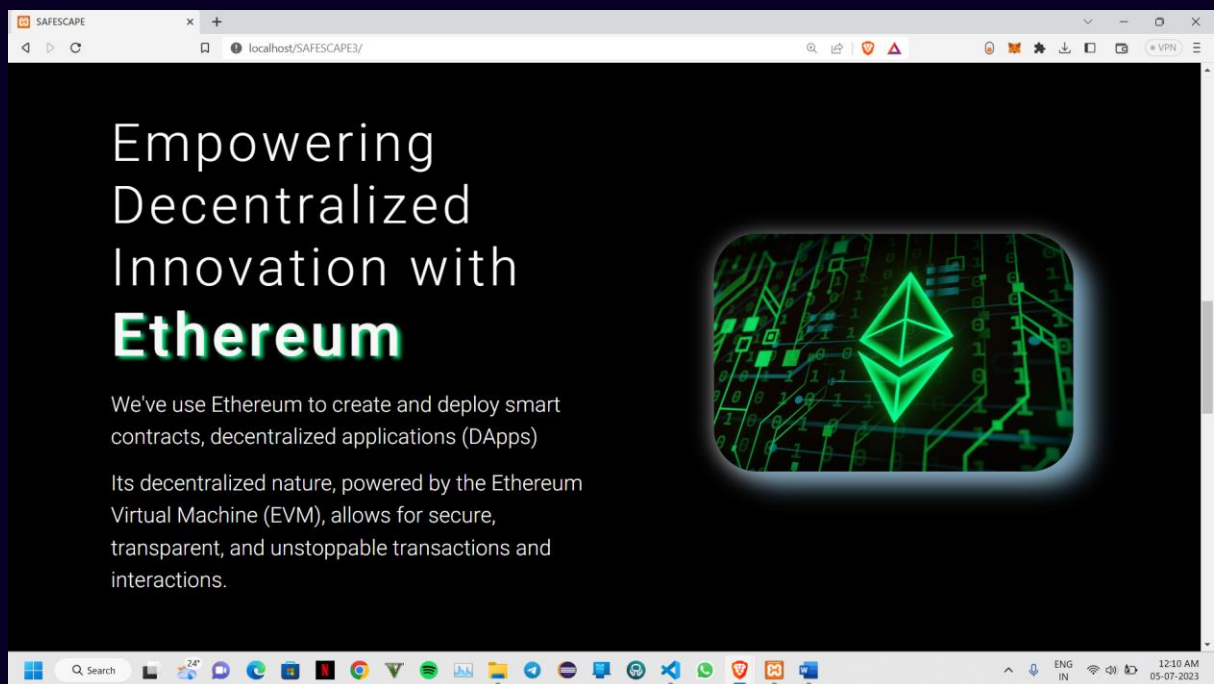 SAFESCAPE
localhost/SAFESCAPE3/
VPN
Empowering
Decentralized
Innovation with
Ethereum
We've use Ethereum to create and deploy smart
contracts, decentralized applications (DApps)
Its decentralized nature, powered by the Ethereum
Virtual Machine (EVM), allows for secure,
transparent, and unstoppable transactions and
interactions.
Search
24°
ENG
IN
12:10 AM
05-07-2023